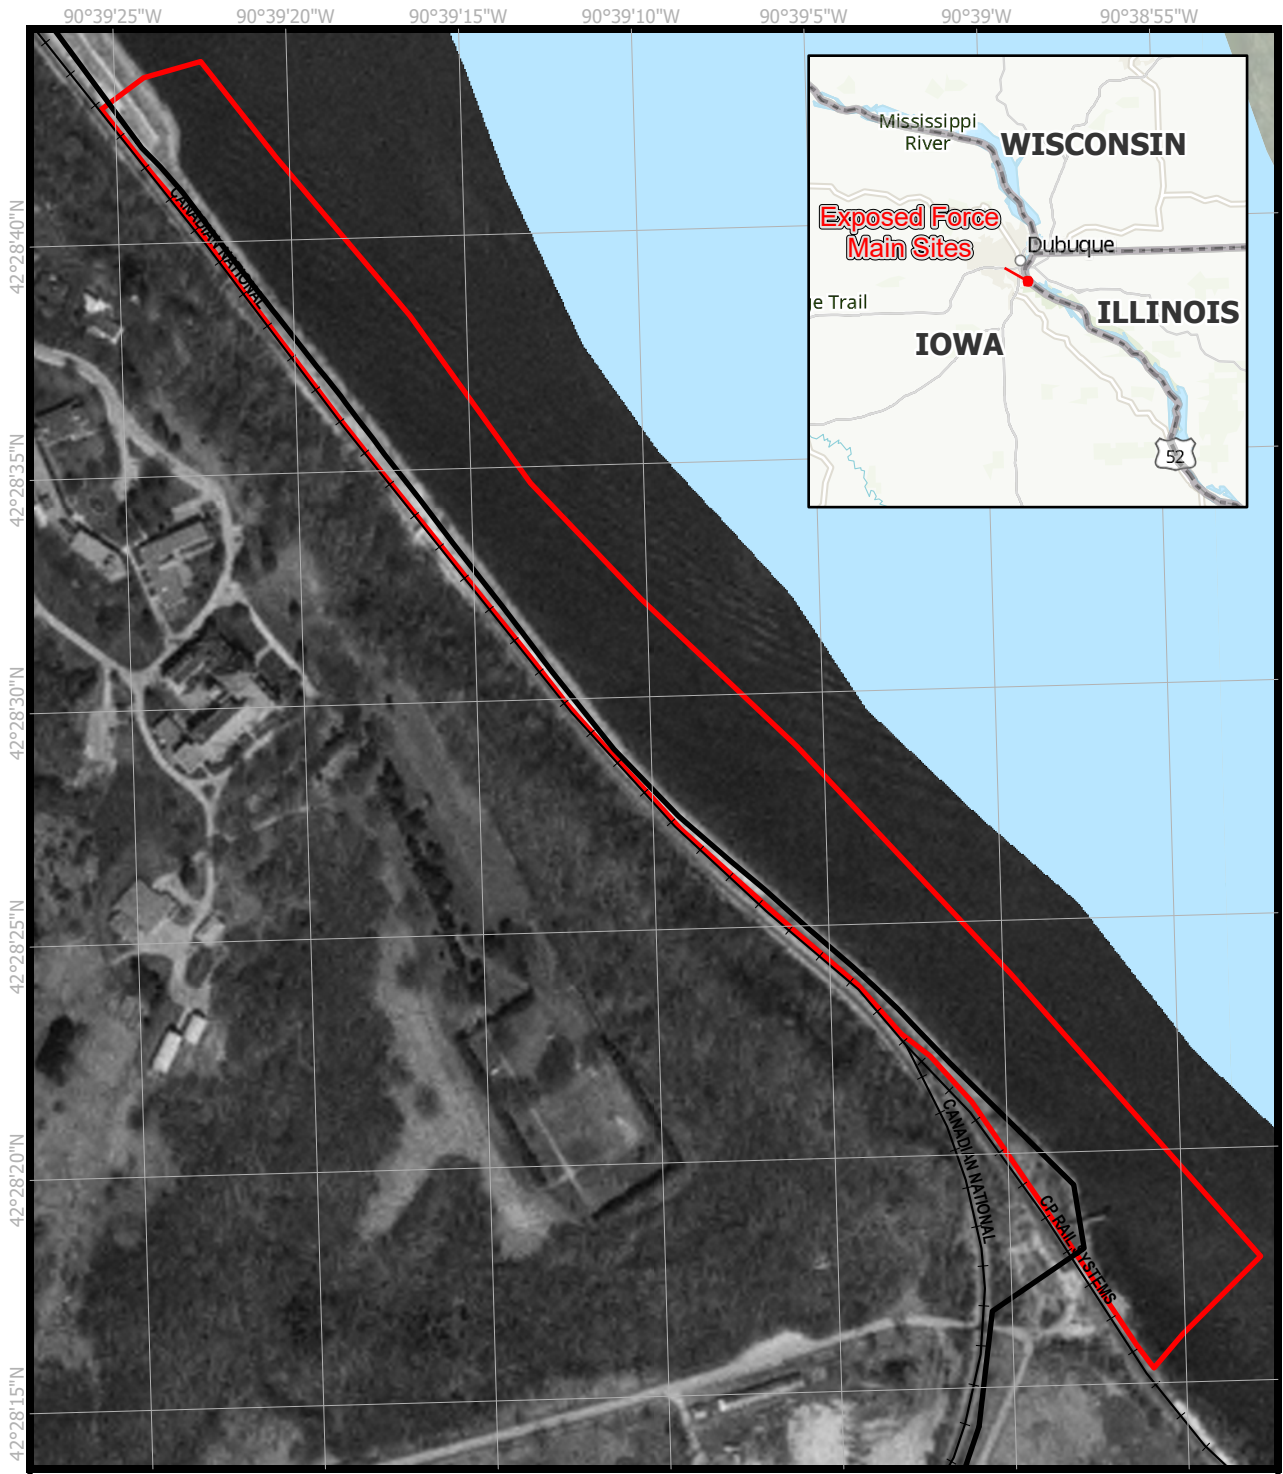 90°39'25"W 90°39'20"W 90°39'15"W 90°39'10"W 90°39'5"W 90°39'W 90°38'55"W
Mississippi
River
WISCONSIN
Exposed Force
Main Sites
Dubuque
ge Trail
ILLINOIS
IOWA
52
42°28'40"N
42°28'35"N
42°28'30"N
42°28'25"N
42°28'20"N
42°28'15"N
CANADIAN NATIONAL
CANADIAN NATIONAL
CP RAIL SYSTEMS